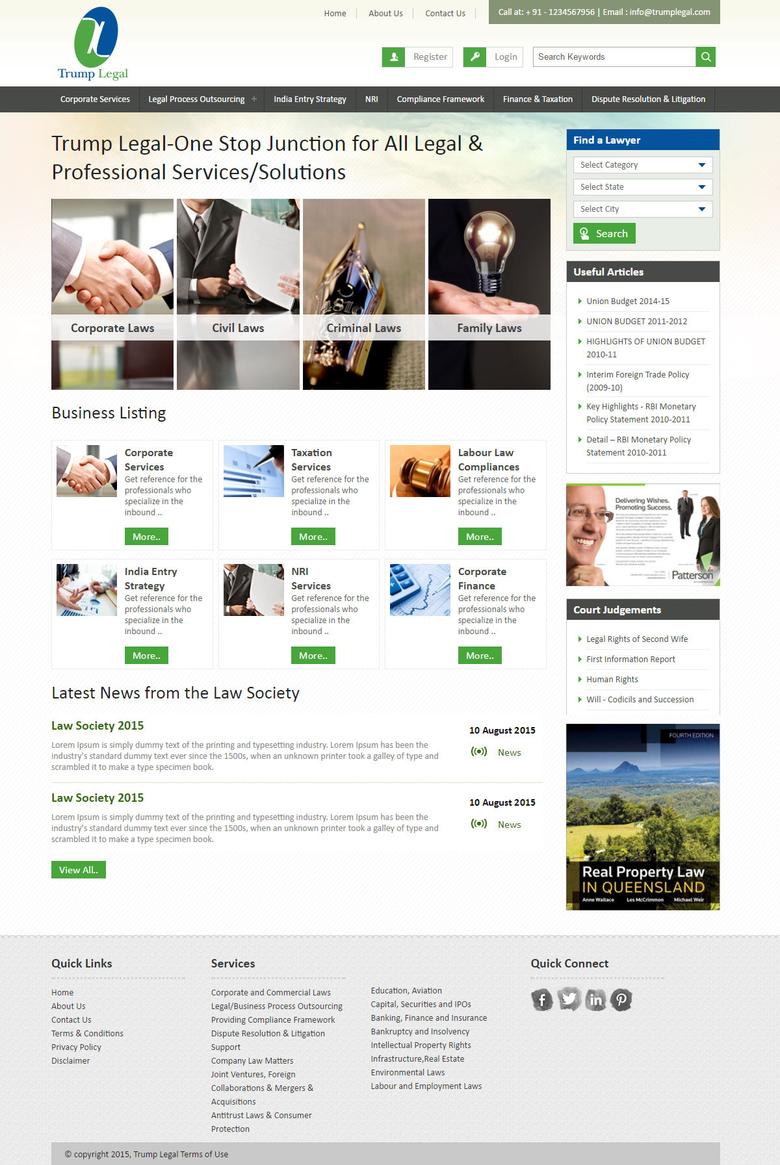 Home
About Us
Contact Us
Call at: + 91 - 1234567956 | Email : info@trumplegal.com
Trump Legal
Register
Login
Search Keywords
Corporate Services
Legal Process Outsourcing +
India Entry Strategy
NRI
Compliance Framework
Finance & Taxation
Dispute Resolution & Litigation
Trump Legal-One Stop Junction for All Legal &
Professional Services/Solutions
Corporate Laws
Civil Laws
Criminal Laws
Family Laws
Business Listing
Corporate
Services
Get reference for the
professionals who
specialize in the
inbound ..
More..
Taxation
Services
Get reference for the
professionals who
specialize in the
inbound ..
More..
Labour Law
Compliances
Get reference for the
professionals who
specialize in the
inbound ..
More..
India Entry
Strategy
Get reference for the
professionals who
specialize in the
inbound ..
More..
NRI
Services
Get reference for the
professionals who
specialize in the
inbound ..
More..
Corporate
Finance
Get reference for the
professionals who
specialize in the
inbound ..
More..
Latest News from the Law Society
Law Society 2015
Lorem Ipsum is simply dummy text of the printing and typesetting industry. Lorem Ipsum has been the
industry's standard dummy text ever since the 1500s, when an unknown printer took a galley of type and
scrambled it to make a type specimen book.
10 August 2015
News
Law Society 2015
Lorem Ipsum is simply dummy text of the printing and typesetting industry. Lorem Ipsum has been the
industry's standard dummy text ever since the 1500s, when an unknown printer took a galley of type and
scrambled it to make a type specimen book.
10 August 2015
News
View All..
Find a Lawyer
Select Category
Select State
Select City
Search
Useful Articles
Union Budget 2014-15
UNION BUDGET 2011-2012
HIGHLIGHTS OF UNION BUDGET
2010-11
Interim Foreign Trade Policy
(2009-10)
Key Highlights - RBI Monetary
Policy Statement 2010-2011
Detail – RBI Monetary Policy
Statement 2010-2011
Delivering Wishes.
Promoting Success.
Patterson
Court Judgements
Legal Rights of Second Wife
First Information Report
Human Rights
Will - Codicils and Succession
FOURTH EDITION
Real Property Law
IN QUEENSLAND
Anne Wallace
Les McCrimmon
Michael Weir
Quick Links
Home
About Us
Contact Us
Terms & Conditions
Privacy Policy
Disclaimer
Services
Corporate and Commercial Laws
Legal/Business Process Outsourcing
Providing Compliance Framework
Dispute Resolution & Litigation
Support
Company Law Matters
Joint Ventures, Foreign
Collaborations & Mergers &
Acquisitions
Antitrust Laws & Consumer
Protection
Education, Aviation
Capital, Securities and IPOs
Banking, Finance and Insurance
Bankruptcy and Insolvency
Intellectual Property Rights
Infrastructure,Real Estate
Environmental Laws
Labour and Employment Laws
Quick Connect
© copyright 2015, Trump Legal Terms of Use